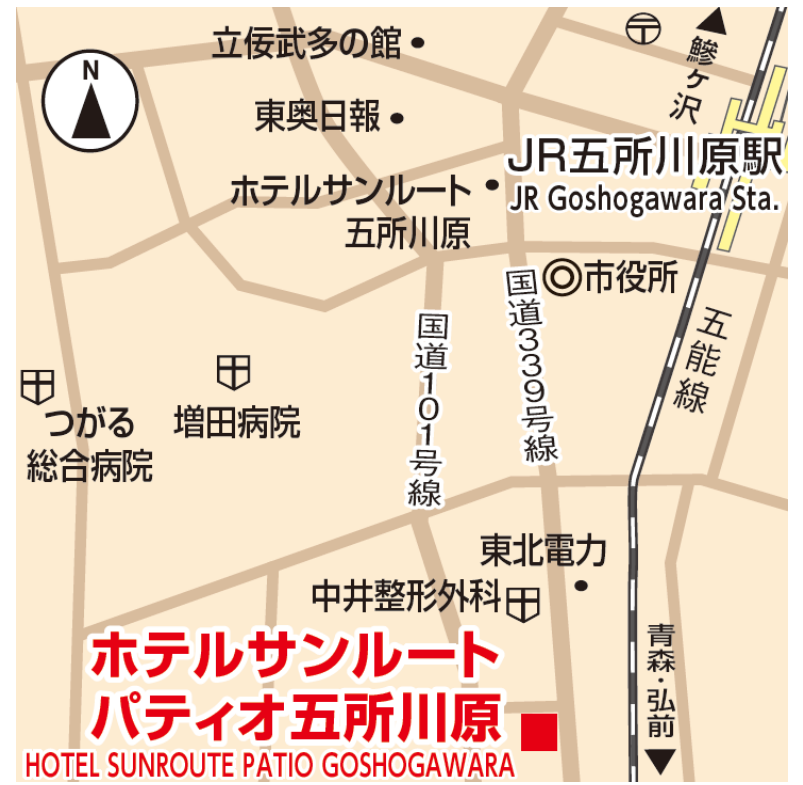 N
立佞武多の館
鰺ヶ沢
東奥日報
JR五所川原駅
JR Goshogawara Sta.
ホテルサンルート
五所川原
市役所
国道339号線
国道101号線
五能線
つがる
総合病院
増田病院
東北電力
中井整形外科
青森・弘前
ホテルサンルート
パティオ五所川原
HOTEL SUNROUTE PATIO GOSHOGAWARA